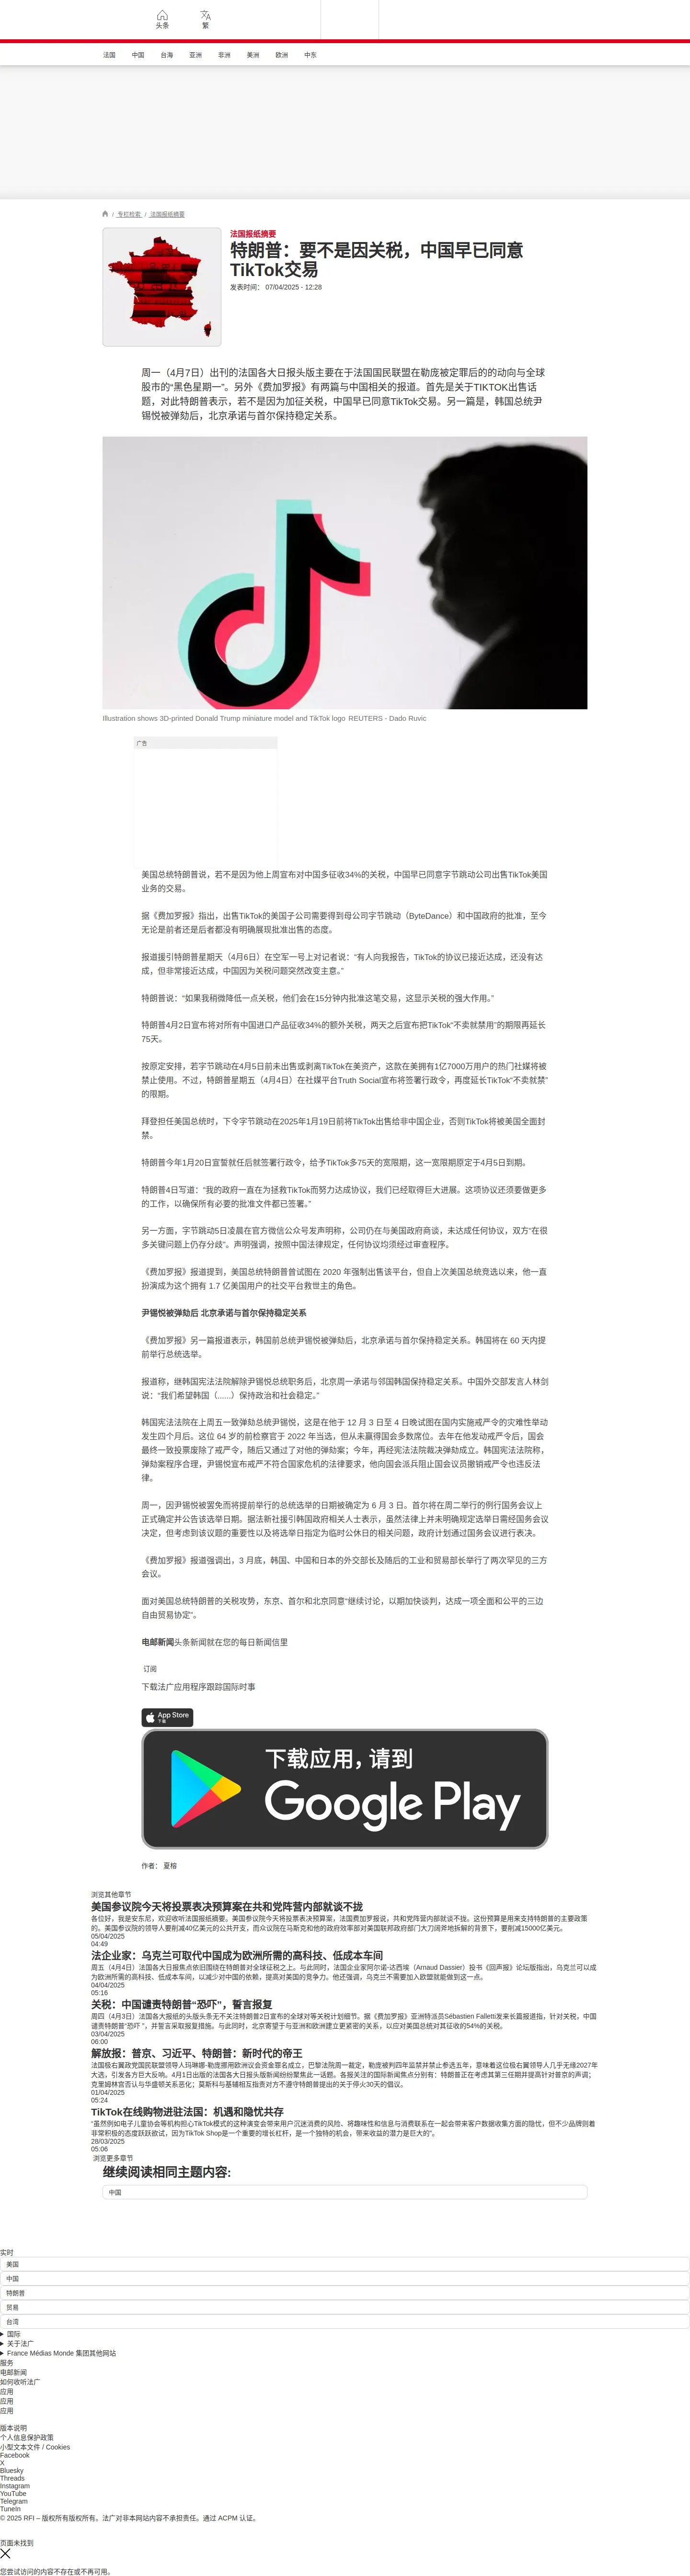 头条
繁
法国 中国 台海 亚洲 非洲 美洲 欧洲 中东
/ 专栏检索 / 法国报纸摘要
法国报纸摘要
特朗普：要不是因关税，中国早已同意
TikTok交易
发表时间： 07/04/2025 - 12:28
周一（4月7日）出刊的法国各大日报头版主要在于法国国民联盟在勒庞被定罪后的的动向与全球
股市的“黑色星期一”。另外《费加罗报》有两篇与中国相关的报道。首先是关于TIKTOK出售话
题，对此特朗普表示，若不是因为加征关税，中国早已同意TikTok交易。另一篇是，韩国总统尹
锡悦被弹劾后，北京承诺与首尔保持稳定关系。
Illustration shows 3D-printed Donald Trump miniature model and TikTok logo REUTERS - Dado Ruvic
广告
美国总统特朗普说，若不是因为他上周宣布对中国多征收34%的关税，中国早已同意字节跳动公司出售TikTok美国
业务的交易。
据《费加罗报》指出，出售TikTok的美国子公司需要得到母公司字节跳动（ByteDance）和中国政府的批准，至今
无论是前者还是后者都没有明确展现批准出售的态度。
报道援引特朗普星期天（4月6日）在空军一号上对记者说：“有人向我报告，TikTok的协议已接近达成，还没有达
成，但非常接近达成，中国因为关税问题突然改变主意。”
特朗普说：“如果我稍微降低一点关税，他们会在15分钟内批准这笔交易，这显示关税的强大作用。”
特朗普4月2日宣布将对所有中国进口产品征收34%的额外关税，两天之后宣布把TikTok“不卖就禁用”的期限再延长
75天。
按原定安排，若字节跳动在4月5日前未出售或剥离TikTok在美资产，这款在美拥有1亿7000万用户的热门社媒将被
禁止使用。不过，特朗普星期五（4月4日）在社媒平台Truth Social宣布将签署行政令，再度延长TikTok“不卖就禁”
的限期。
拜登担任美国总统时，下令字节跳动在2025年1月19日前将TikTok出售给非中国企业，否则TikTok将被美国全面封
禁。
特朗普今年1月20日宣誓就任后就签署行政令，给予TikTok多75天的宽限期，这一宽限期原定于4月5日到期。
特朗普4日写道：“我的政府一直在为拯救TikTok而努力达成协议，我们已经取得巨大进展。这项协议还须要做更多
的工作，以确保所有必要的批准文件都已签署。”
另一方面，字节跳动5日凌晨在官方微信公众号发声明称，公司仍在与美国政府商谈，未达成任何协议，双方“在很
多关键问题上仍存分歧”。声明强调，按照中国法律规定，任何协议均须经过审查程序。
《费加罗报》报道提到，美国总统特朗普曾试图在 2020 年强制出售该平台，但自上次美国总统竞选以来，他一直
扮演成为这个拥有 1.7 亿美国用户的社交平台救世主的角色。
尹锡悦被弹劾后 北京承诺与首尔保持稳定关系
《费加罗报》另一篇报道表示，韩国前总统尹锡悦被弹劾后，北京承诺与首尔保持稳定关系。韩国将在 60 天内提
前举行总统选举。
报道称，继韩国宪法法院解除尹锡悦总统职务后，北京周一承诺与邻国韩国保持稳定关系。中国外交部发言人林剑
说：“我们希望韩国（……）保持政治和社会稳定。”
韩国宪法法院在上周五一致弹劾总统尹锡悦，这是在他于 12 月 3 日至 4 日晚试图在国内实施戒严令的灾难性举动
发生四个月后。这位 64 岁的前检察官于 2022 年当选，但从未赢得国会多数席位。去年在他发动戒严令后，国会
最终一致投票废除了戒严令，随后又通过了对他的弹劾案；今年，再经宪法法院裁决弹劾成立。韩国宪法法院称，
弹劾案程序合理，尹锡悦宣布戒严不符合国家危机的法律要求，他向国会派兵阻止国会议员撤销戒严令也违反法
律。
周一，因尹锡悦被罢免而将提前举行的总统选举的日期被确定为 6 月 3 日。首尔将在周二举行的例行国务会议上
正式确定并公告该选举日期。据法新社援引韩国政府相关人士表示，虽然法律上并未明确规定选举日需经国务会议
决定，但考虑到该议题的重要性以及将选举日指定为临时公休日的相关问题，政府计划通过国务会议进行表决。
《费加罗报》报道强调出，3 月底，韩国、中国和日本的外交部长及随后的工业和贸易部长举行了两次罕见的三方
会议。
面对美国总统特朗普的关税攻势，东京、首尔和北京同意“继续讨论，以期加快谈判，达成一项全面和公平的三边
自由贸易协定”。
电邮新闻头条新闻就在您的每日新闻信里
订阅
下载法广应用程序跟踪国际时事
App Store
下载
下载应用，请到
Google Play
作者： 夏榕
浏览其他章节
美国参议院今天将投票表决预算案在共和党阵营内部就谈不拢
各位好，我是安东尼，欢迎收听法国报纸摘要。美国参议院今天将投票表决预算案，法国费加罗报说，共和党阵营内部就谈不拢。这份预算是用来支持特朗普的主要政策
的。美国参议院的领导人要削减40亿美元的公共开支，而众议院在马斯克和他的政府效率部对美国联邦政府部门大刀阔斧地拆解的背景下，要削减15000亿美元。
05/04/2025
04:49
法企业家：乌克兰可取代中国成为欧洲所需的高科技、低成本车间
周五（4月4日）法国各大日报焦点依旧围绕在特朗普对全球征税之上。与此同时，法国企业家阿尔诺-达西埃（Arnaud Dassier）投书《回声报》论坛版指出，乌克兰可以成
为欧洲所需的高科技、低成本车间，以减少对中国的依赖，提高对美国的竞争力。他还强调，乌克兰不需要加入欧盟就能做到这一点。
04/04/2025
05:16
关税：中国谴责特朗普“恐吓”，誓言报复
周四（4月3日）法国各大报纸的头版头条无不关注特朗普2日宣布的全球对等关税计划细节。据《费加罗报》亚洲特派员Sébastien Falletti发来长篇报道指，针对关税，中国
谴责特朗普“恐吓 ”，并誓言采取报复措施。与此同时，北京寄望于与亚洲和欧洲建立更紧密的关系，以应对美国总统对其征收的54%的关税。
03/04/2025
06:00
解放报：普京、习近平、特朗普：新时代的帝王
法国极右翼政党国民联盟领导人玛琳娜-勒庞挪用欧洲议会资金罪名成立，巴黎法院周一裁定，勒庞被判四年监禁并禁止参选五年，意味着这位极右翼领导人几乎无缘2027年
大选，引发各方巨大反响。4月1日出版的法国各大日报头版新闻纷纷聚焦此一话题。各报关注的国际新闻焦点分别有：特朗普正在考虑其第三任期并提高针对普京的声调；
克里姆林宫否认与华盛顿关系恶化；莫斯科与基辅相互指责对方不遵守特朗普提出的关于停火30天的倡议。
01/04/2025
05:24
TikTok在线购物进驻法国：机遇和隐忧共存
“虽然例如电子儿童协会等机构担心TikTok模式的这种演变会带来用户沉迷消费的风险、将趣味性和信息与消费联系在一起会带来客户数据收集方面的隐忧，但不少品牌则着
非常积极的态度跃跃欲试，因为TikTok Shop是一个重要的增长杠杆，是一个独特的机会，带来收益的潜力是巨大的”。
28/03/2025
05:06
浏览更多章节
继续阅读相同主题内容:
中国
实时
美国
中国
特朗普
贸易
台湾
国际
关于法广
France Médias Monde 集团其他网站
服务
电邮新闻
如何收听法广
应用
应用
应用
版本说明
个人信息保护政策
小型文本文件 / Cookies
Facebook
X
Bluesky
Threads
Instagram
YouTube
Telegram
TuneIn
© 2025 RFI – 版权所有版权所有。法广对非本网站内容不承担责任。通过 ACPM 认证。
页面未找到
您尝试访问的内容不存在或不再可用。